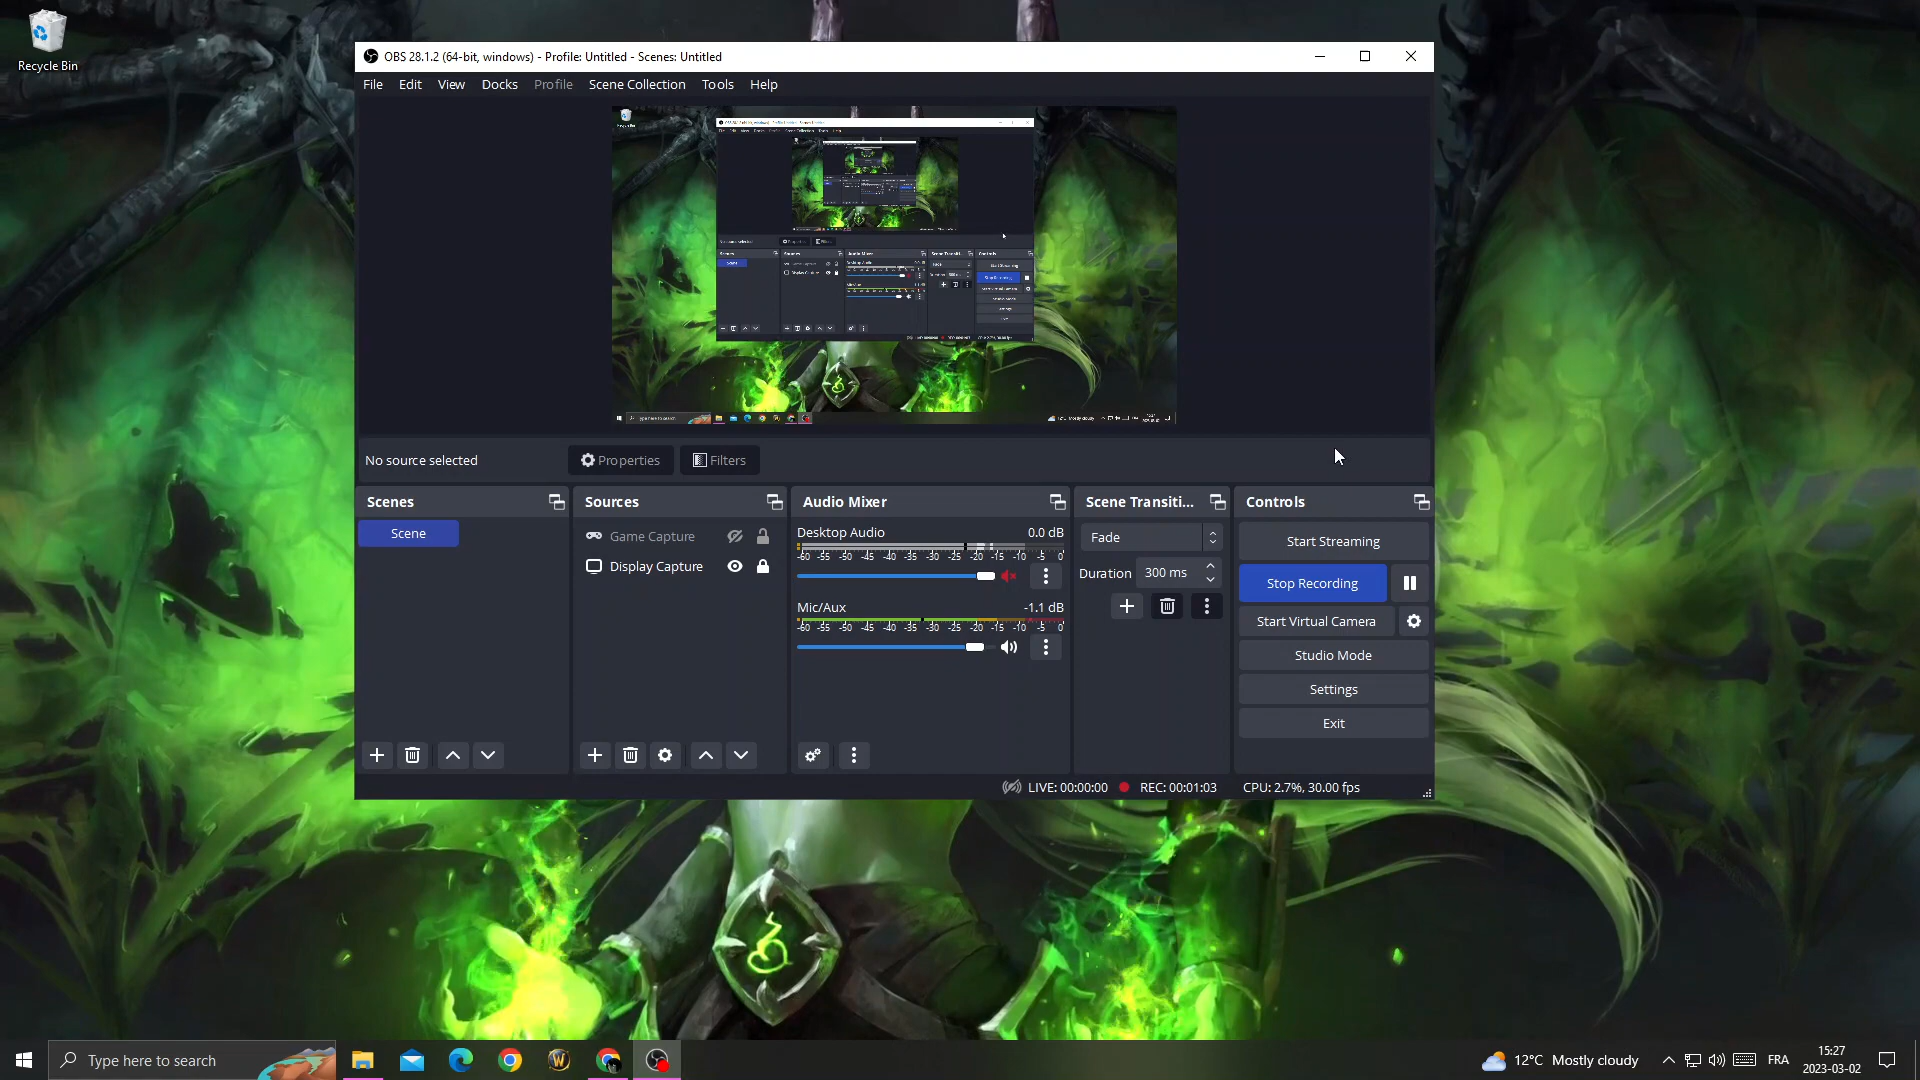 Recycle Bin
OBS 28.1.2 (64-bit, windows) - Profile: Untitled - Scenes: Untitled
File Edit View Docks Profile Scene Collection Tools Help
No source selected Properties Filters
Scenes
Scene
Sources
Game Capture
Display Capture
Audio Mixer
Desktop Audio 0.0 dB
-60 -55 -50 -45 -40 -35 -30 -25 -20 -15 -10 -5 0
Mic/Aux -1.1 dB
-60 -55 -50 -45 -40 -35 -30 -25 -20 -15 -10 -5 0
Scene Transiti...
Fade
Duration 300 ms
Controls
Start Streaming
Stop Recording
Start Virtual Camera
Studio Mode
Settings
Exit
LIVE: 00:00:00 REC: 00:01:03 CPU: 2.7%, 30.00 fps
Type here to search
12°C Mostly cloudy
FRA
15:27
2023-03-02